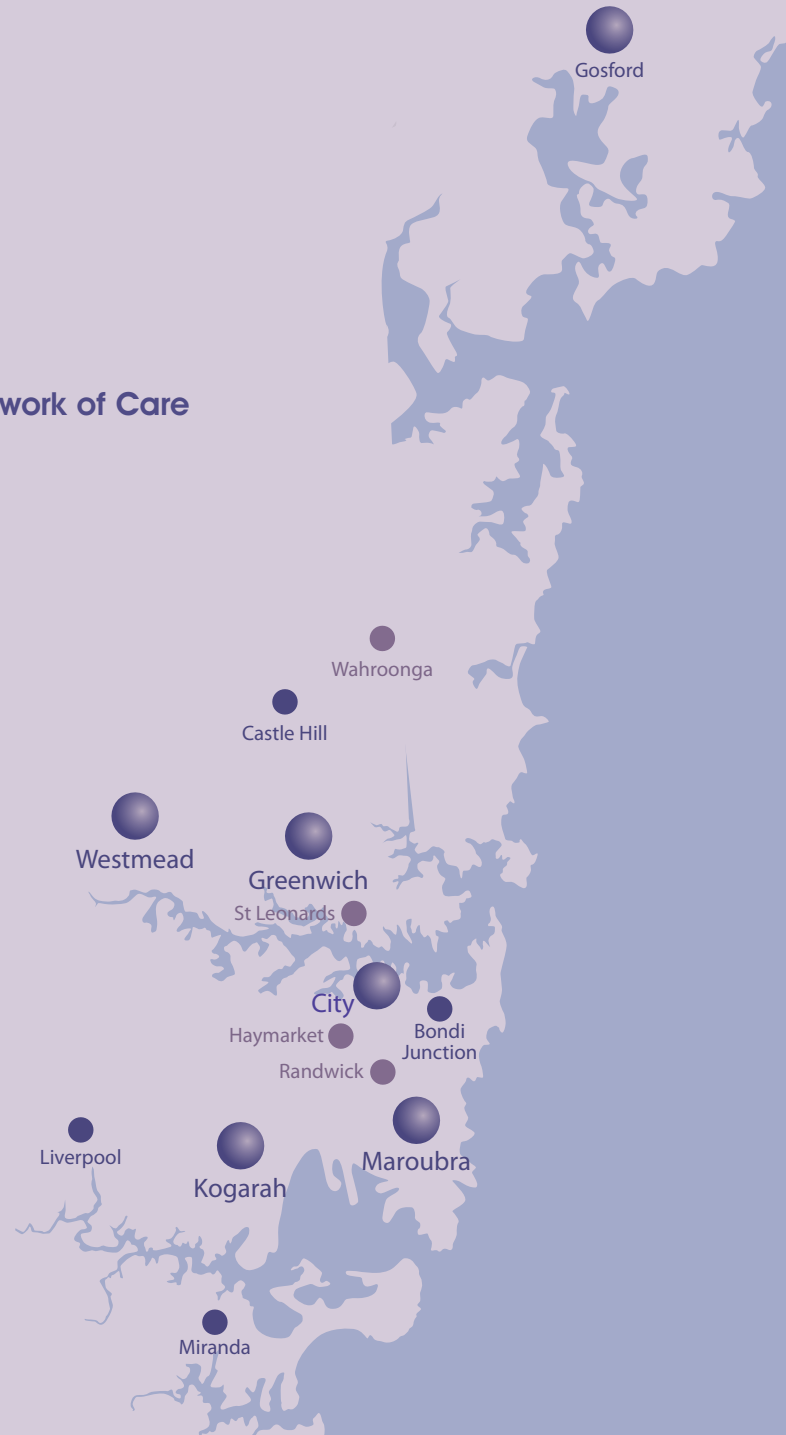 Gosford
work of Care
Wahroonga
Castle Hill
Westmead
Greenwich
St Leonards
City
Haymarket
Bondi
Junction
Randwick
Liverpool
Maroubra
Kogarah
Miranda